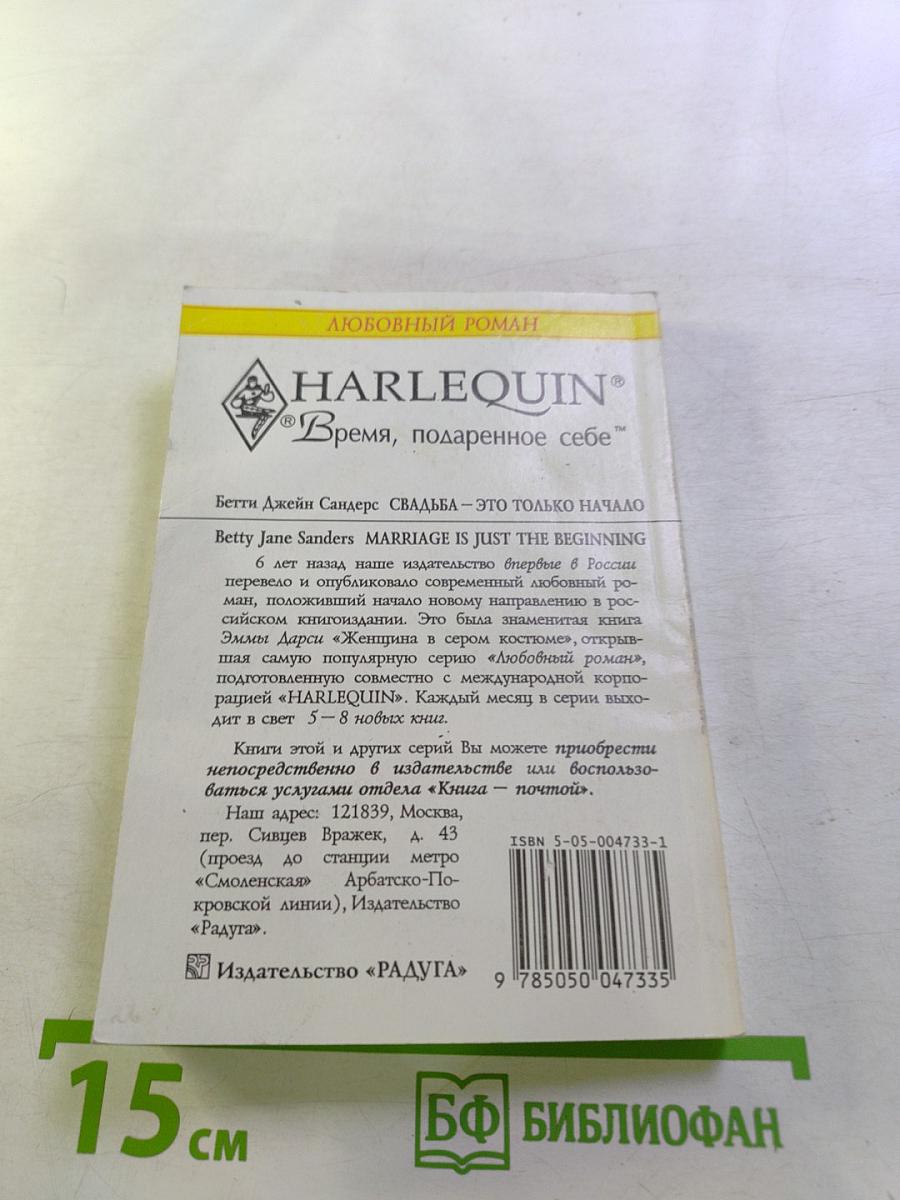 ЛЮБОВНЫЙ РОМАН
HARLEQUIN®
® Время, подаренное себе™
Бетти Джейн Сандерс СВАДЬБА — ЭТО ТОЛЬКО НАЧАЛО
Betty Jane Sanders MARRIAGE IS JUST THE BEGINNING
6 лет назад наше издательство впервые в России
перевело и опубликовало современный любовный ро-
ман, положивший начало новому направлению в рос-
сийском книгоиздании. Это была знаменитая книга
Эммы Дарси «Женщина в сером костюме», открыв-
шая самую популярную серию «Любовный роман»,
подготовленную совместно с международной корпо-
рацией «HARLEQUIN». Каждый месяц в серии выхо-
дит в свет 5 — 8 новых книг.
Книги этой и других серий Вы можете приобрести
непосредственно в издательстве или воспользо-
ваться услугами отдела «Книга — почтой».
Наш адрес: 121839, Москва,
пер. Сивцев Вражек, д. 43
(проезд до станции метро
«Смоленская» Арбатско-По-
кровской линии), Издательство
«Радуга».
Издательство «РАДУГА»
ISBN 5-05-004733-1
9 785050 047335
15 см
БФ БИБЛИОФАН